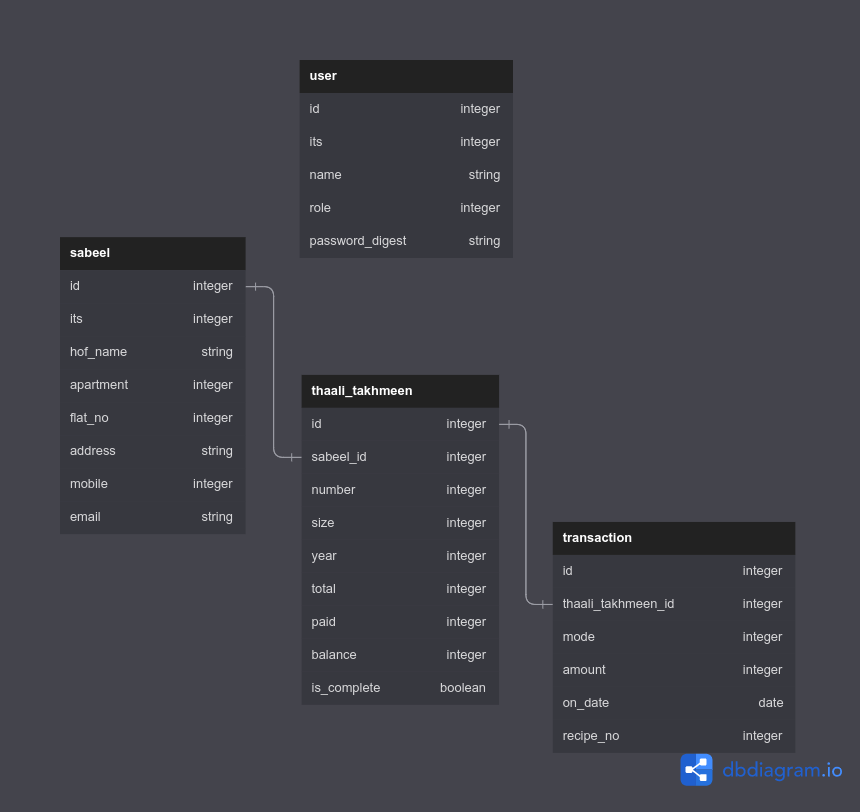 user
id integer
its integer
name string
role integer
password_digest string
sabeel
id integer
its integer
hof_name string
apartment integer
flat_no integer
address string
mobile integer
email string
thaali_takhmeen
id integer
sabeel_id integer
number integer
size integer
year integer
total integer
paid integer
balance integer
is_complete boolean
transaction
id integer
thaali_takhmeen_id integer
mode integer
amount integer
on_date date
recipe_no integer
dbdiagram.io